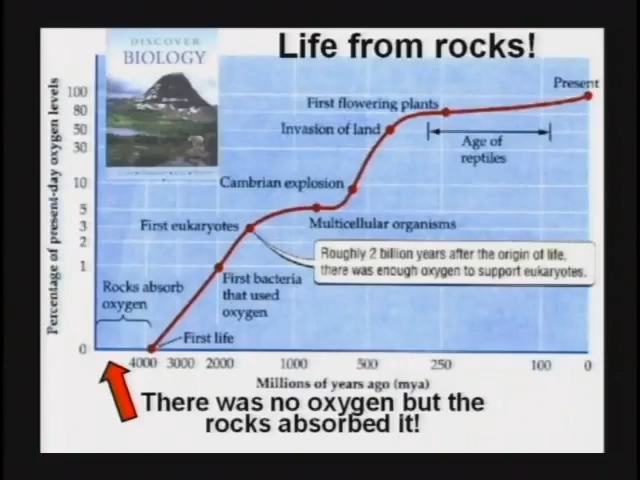 Life from rocks!
DISCOVER
BIOLOGY
Percentage of present-day oxygen levels
100
80
50
30
10
5
3
2
1
0
Present
First flowering plants
Invasion of land
Age of
reptiles
Cambrian explosion
First eukaryotes
Multicellular organisms
Roughly 2 billion years after the origin of life,
there was enough oxygen to support eukaryotes.
Rocks absorb
oxygen
First bacteria
that used
oxygen
First life
4000 3000 2000 1000 500 250 100 0
Millions of years ago (mya)
There was no oxygen but the
rocks absorbed it!